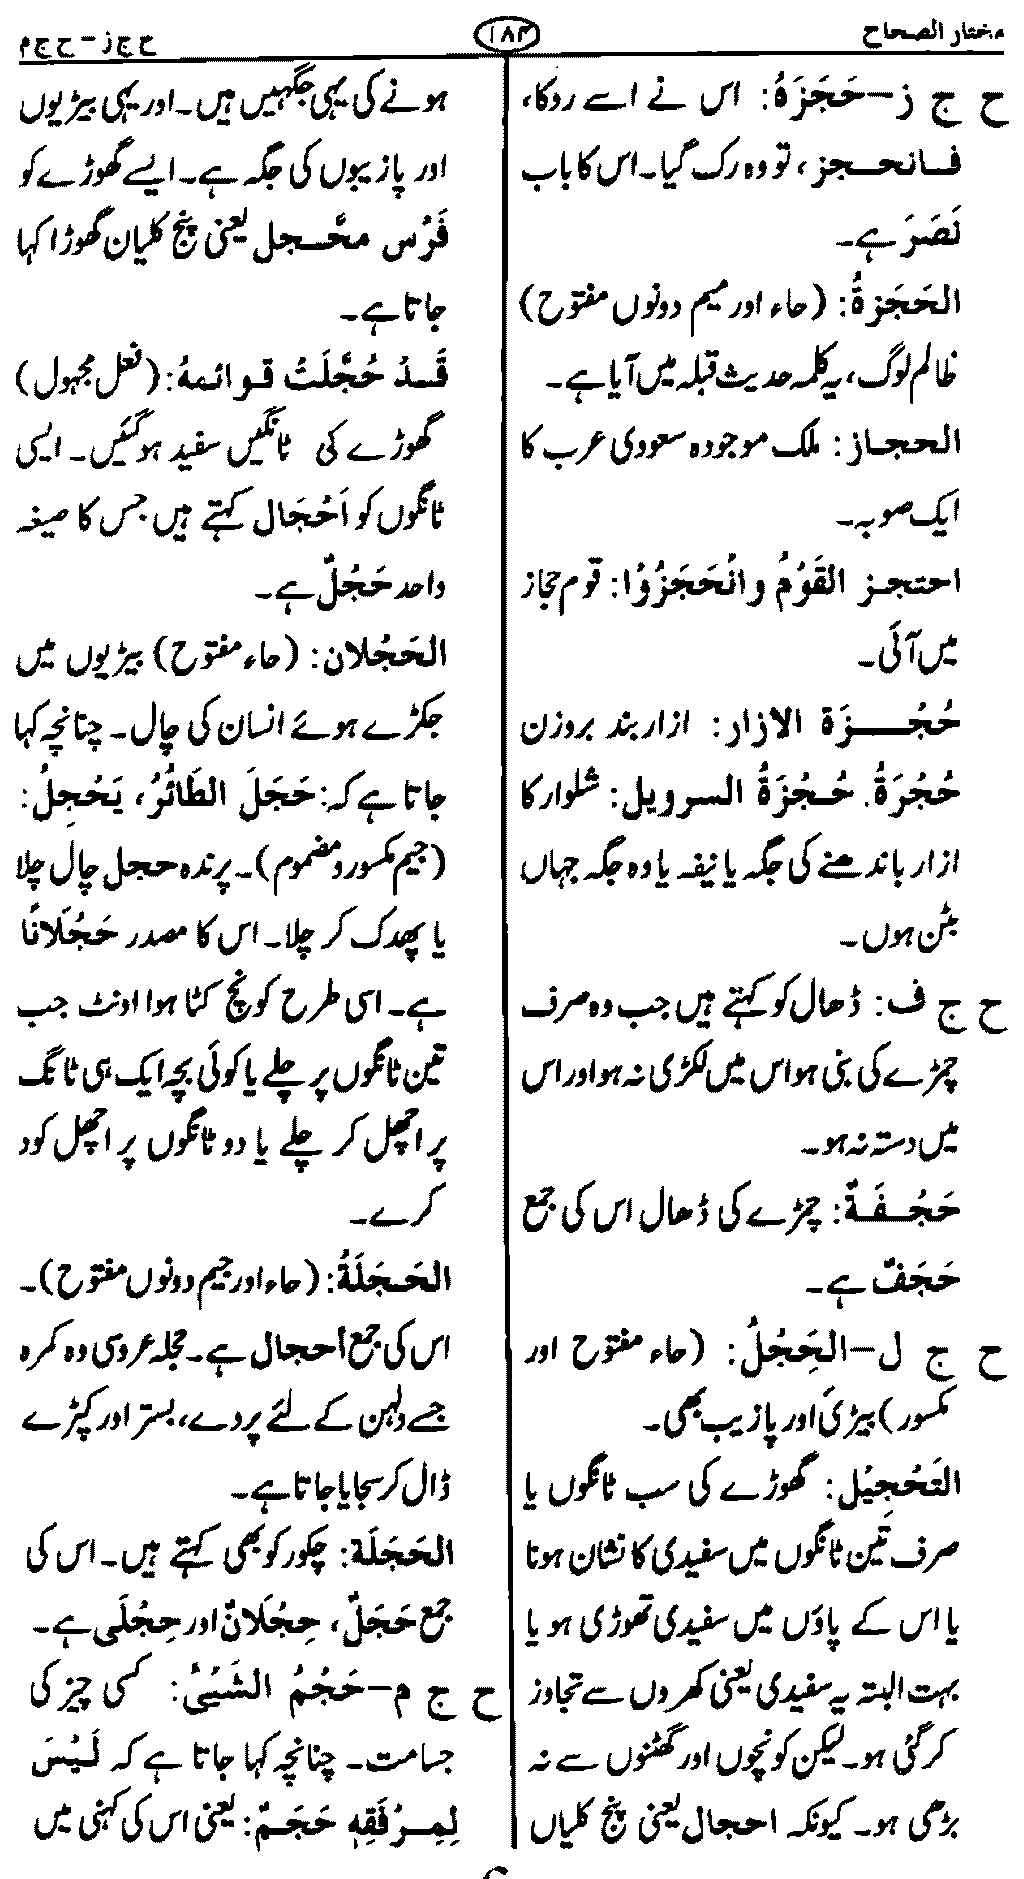 مختار الصحاح
۱۸۴
ح ج ز – ح ج م
ح ج ز–حَجَزَهُ: اس نے اسے روکا،
فانحجز، تو وہ رک گیا۔ اس کا باب
نَصَرَ ہے۔
الحَجَزةُ: (حاء اور میم دونوں مفتوح)
ظالم لوگ، یہ کلمہ حدیث قبلہ میں آیا ہے۔
الحجاز: ملک موجودہ سعودی عرب کا
ایک صوبہ۔
احتجز القَوْمُ وانْحَجَزُوْا: قوم حجاز
میں آئی۔
حُجْزَة الازار: ازار بند بروزن
حُجْرَةُ. حُجْزَةُ السرویل: شلوار کا
ازار باندھنے کی جگہ یا نیفہ یا وہ جگہ جہاں
بٹن ہوں۔
ح ج ف: ڈھال کو کہتے ہیں جب وہ صرف
چمڑے کی بنی ہو اس میں لکڑی نہ ہو اور اس
میں دستہ نہ ہو۔
حَجْفَةٌ: چمڑے کی ڈھال اس کی جمع
حَجَفٌ ہے۔
ح ج ل–الحِجْلُ: (حاء مفتوح اور
مکسور) بیڑی اور پازیب بھی۔
التَحْجِیْل: گھوڑے کی سب ٹانگوں یا
صرف تین ٹانگوں میں سفیدی کا نشان ہونا
یا اس کے پاؤں میں سفیدی تھوڑی ہو یا
بہت البتہ یہ سفیدی یعنی کھروں سے تجاوز
کر گئی ہو۔ لیکن کونچوں اور گھٹنوں سے نہ
بڑھی ہو۔ کیونکہ احجال یعنی پنج کلیاں
ہونے کی یہی جگہیں ہیں۔ اور یہی بیڑیوں
اور پازیبوں کی جگہ ہے۔ ایسے گھوڑے کو
فَرَس محَّجل یعنی پنج کلیان گھوڑا کہا
جاتا ہے۔
قَد حُجَّلَتْ قوائمهُ: (فعل مجہول)
گھوڑے کی ٹانگیں سفید ہو گئیں۔ ایسی
ٹانگوں کو اَحْجَال کہتے ہیں جس کا صیغہ
واحد حَجْلٌ ہے۔
الحَجْلان: (حاء مفتوح) بیڑیوں میں
جکڑے ہوئے انسان کی چال۔ چنانچہ کہا
جاتا ہے کہ: حَجَلَ الطَائُرُ، یَحْجِلُ:
(جیم مکسور و مضموم)۔ پرندہ حجل چال چلا
یا پھدک کر چلا۔ اس کا مصدر حَجْلَانًا
ہے۔ اسی طرح کونچ کٹا ہوا اونٹ جب
تین ٹانگوں پر چلے یا کوئی بچہ ایک ہی ٹانگ
پر اچھل کر چلے یا دو ٹانگوں پر اچھل کود
کرے۔
الحَجَلَةُ: (حاء اور جیم دونوں مفتوح)۔
اس کی جمع احجال ہے۔ حجلہ عروسی وہ کمرہ
جسے دلہن کے لئے پردے، بستر اور کپڑے
ڈال کر سجایا جاتا ہے۔
الحَجَلَة: چکور کو بھی کہتے ہیں۔ اس کی
جمع حَجَلٌ، حِجْلَانٌ اور حِجْلَی ہے۔
ح ج م–حَجْمُ الشَیْیْ: کسی چیز کی
جسامت۔ چنانچہ کہا جاتا ہے کہ لَیْسَ
لِمِرْفَقِهٖ حَجَمٌ: یعنی اس کی کہنی میں